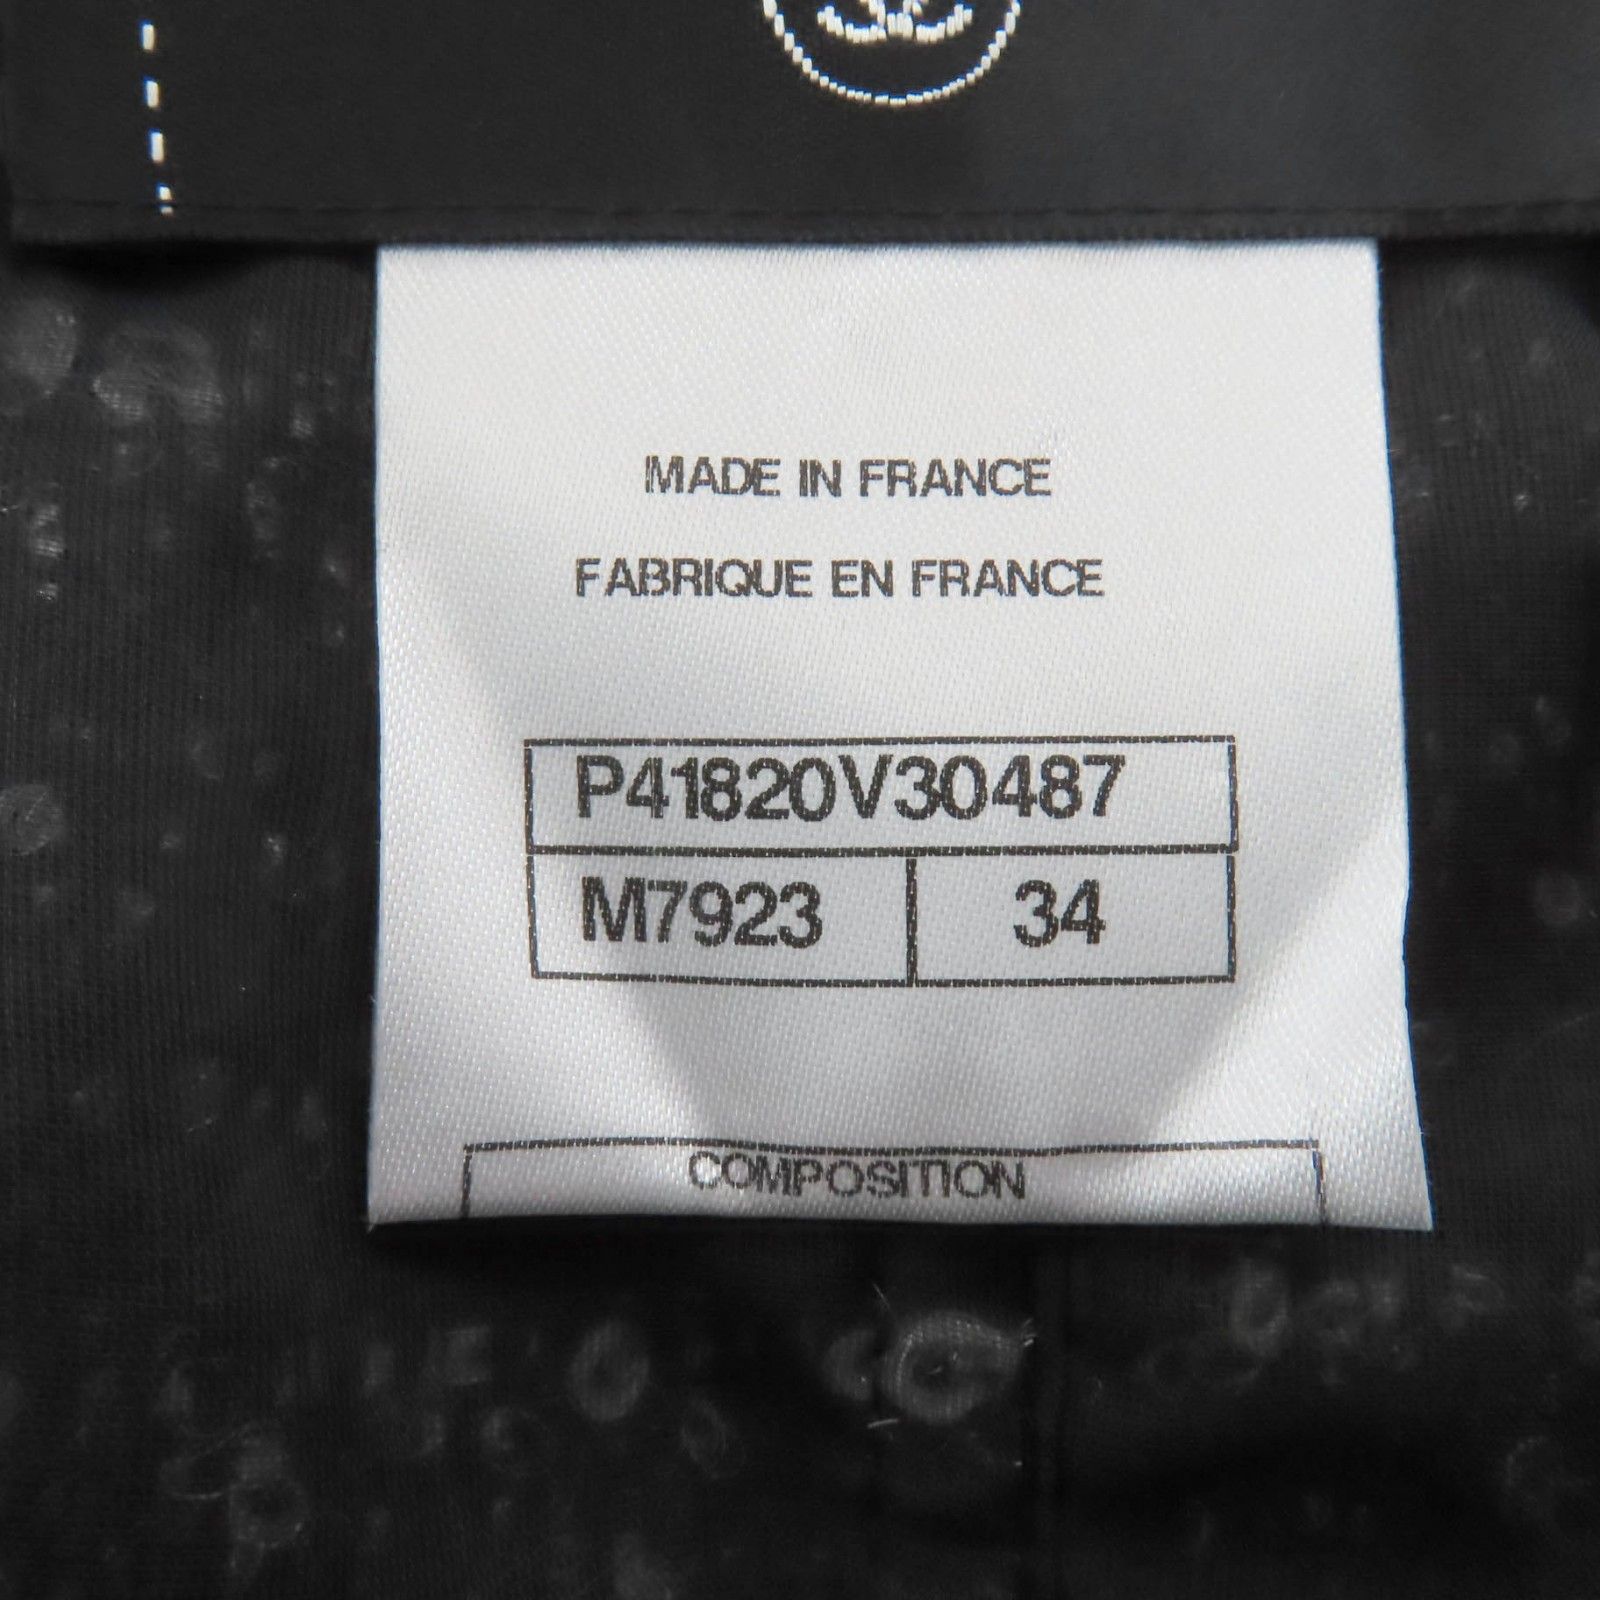 MADE IN FRANCE
FABRIQUE EN FRANCE
P41820V30487
M7923 34
COMPOSITION